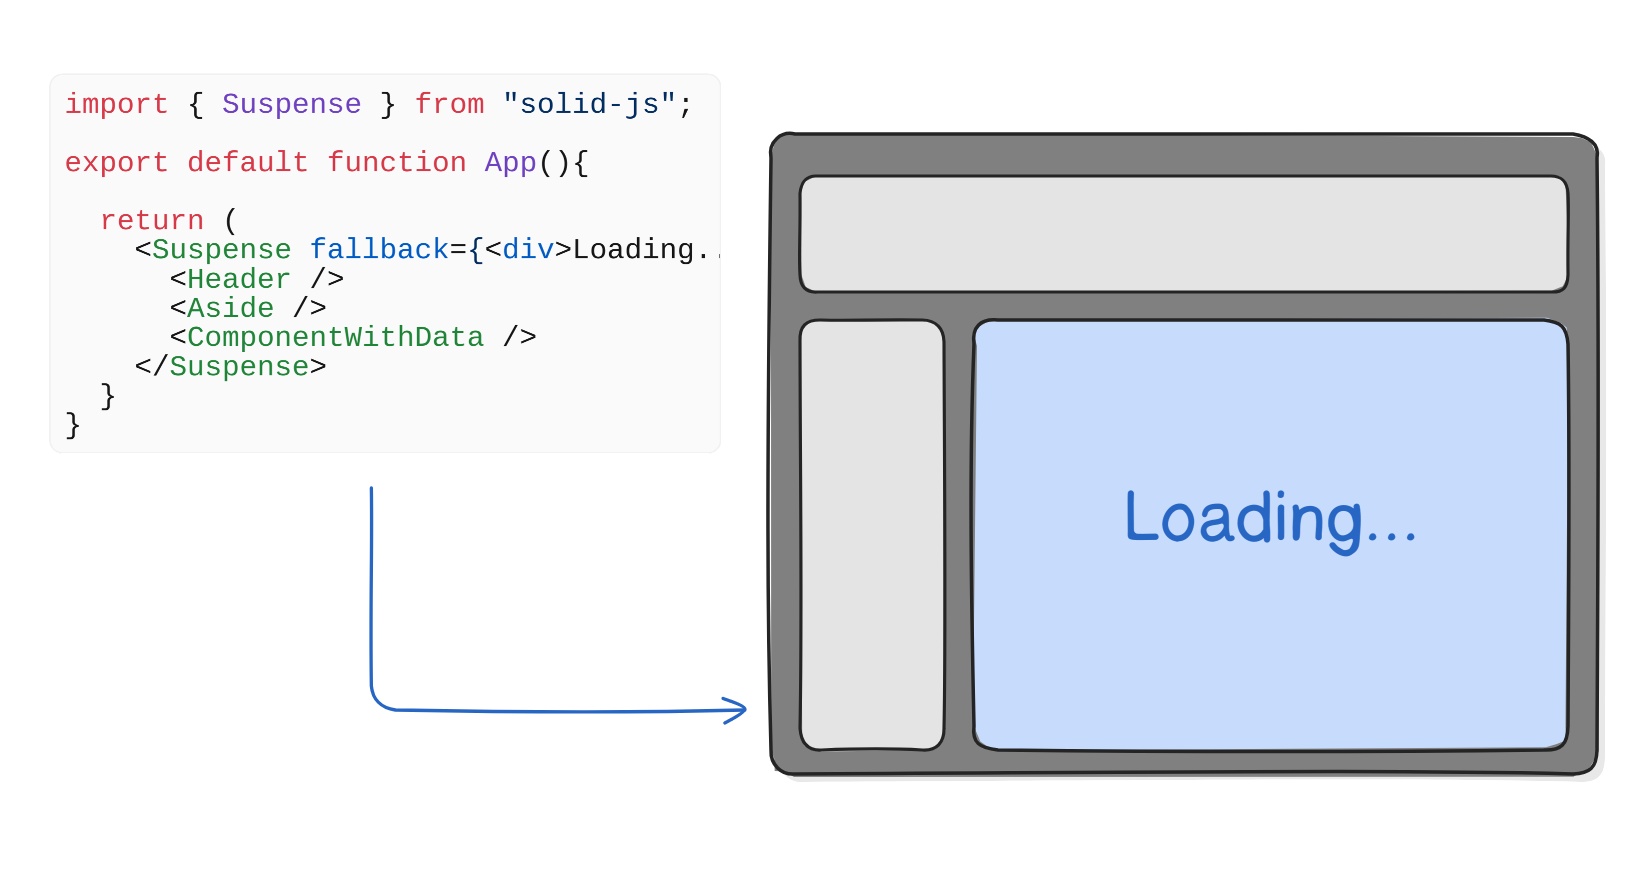 import { Suspense } from "solid-js";
export default function App(){
return (
<Suspense fallback={<div>Loading..
<Header />
<Aside />
<ComponentWithData />
</Suspense>
}
}
Loading...